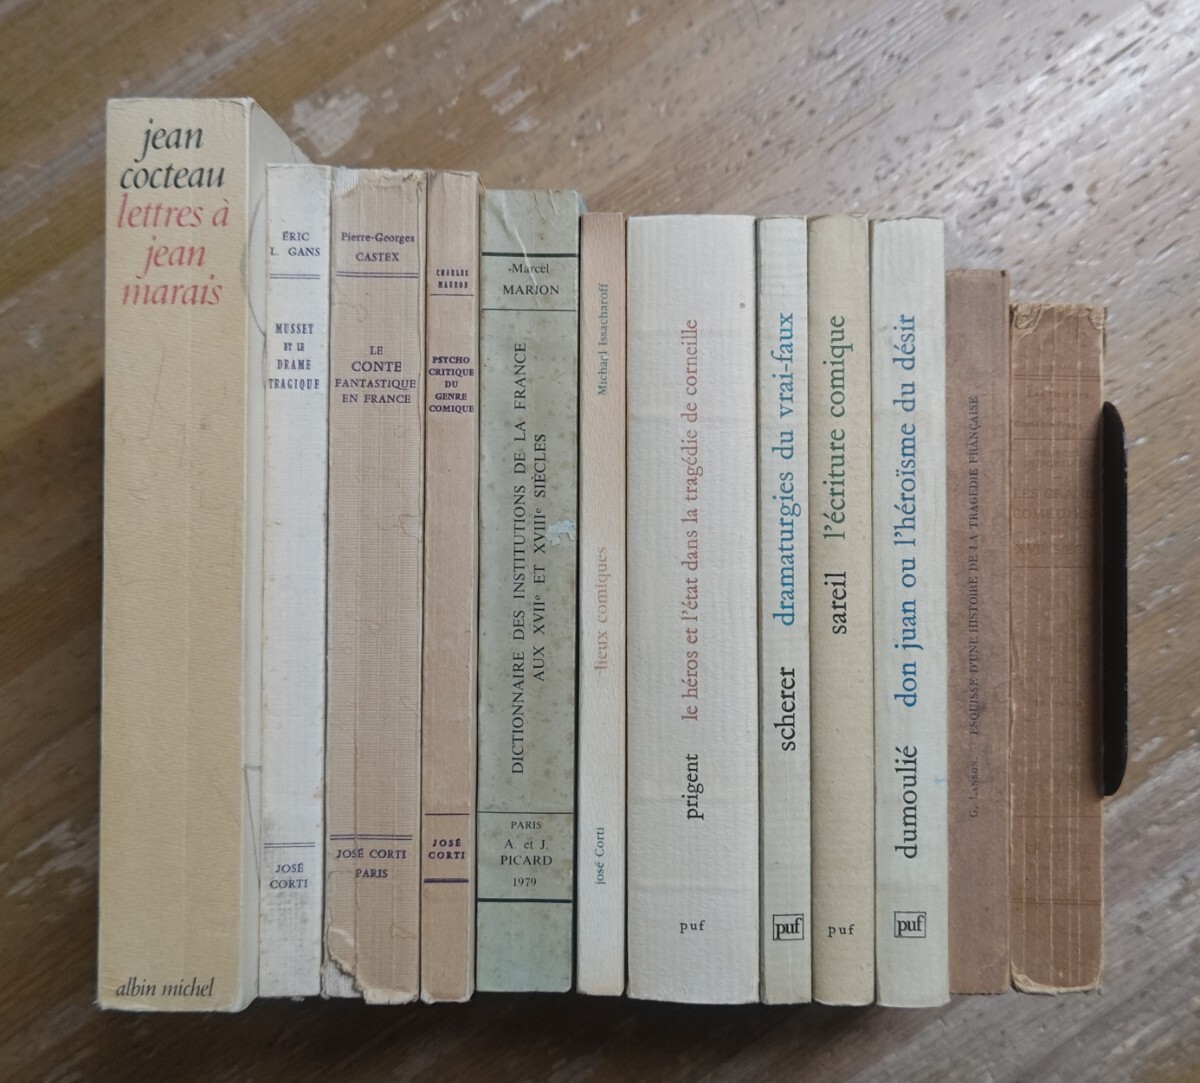 jean
cocteau
lettres à
jean
marais
albin michel
ÉRIC
L. GANS
MUSSET
ET LE
DRAME
TRAGIQUE
JOSÉ
CORTI
Pierre-Georges
CASTEX
LE
CONTE
FANTASTIQUE
EN FRANCE
JOSÉ CORTI
PARIS
CHARLES
MAURON
PSYCHO
CRITIQUE
DU
GENRE
COMIQUE
JOSÉ
CORTI
Marcel
MARION
DICTIONNAIRE DES INSTITUTIONS DE LA FRANCE
AUX XVIIe ET XVIIIe SIÈCLES
PARIS
A. et J.
PICARD
1979
Michael Issacharoff
lieux comiques
josé Corti
prigent le héros et l'état dans la tragédie de corneille
puf
scherer dramaturgies du vrai-faux
puf
sareil l'écriture comique
puf
dumoulié don juan ou l'héroïsme du désir
puf
G. LANSON. ESQUISSE D'UNE HISTOIRE DE LA TRAGÉDIE FRANÇAISE
LES